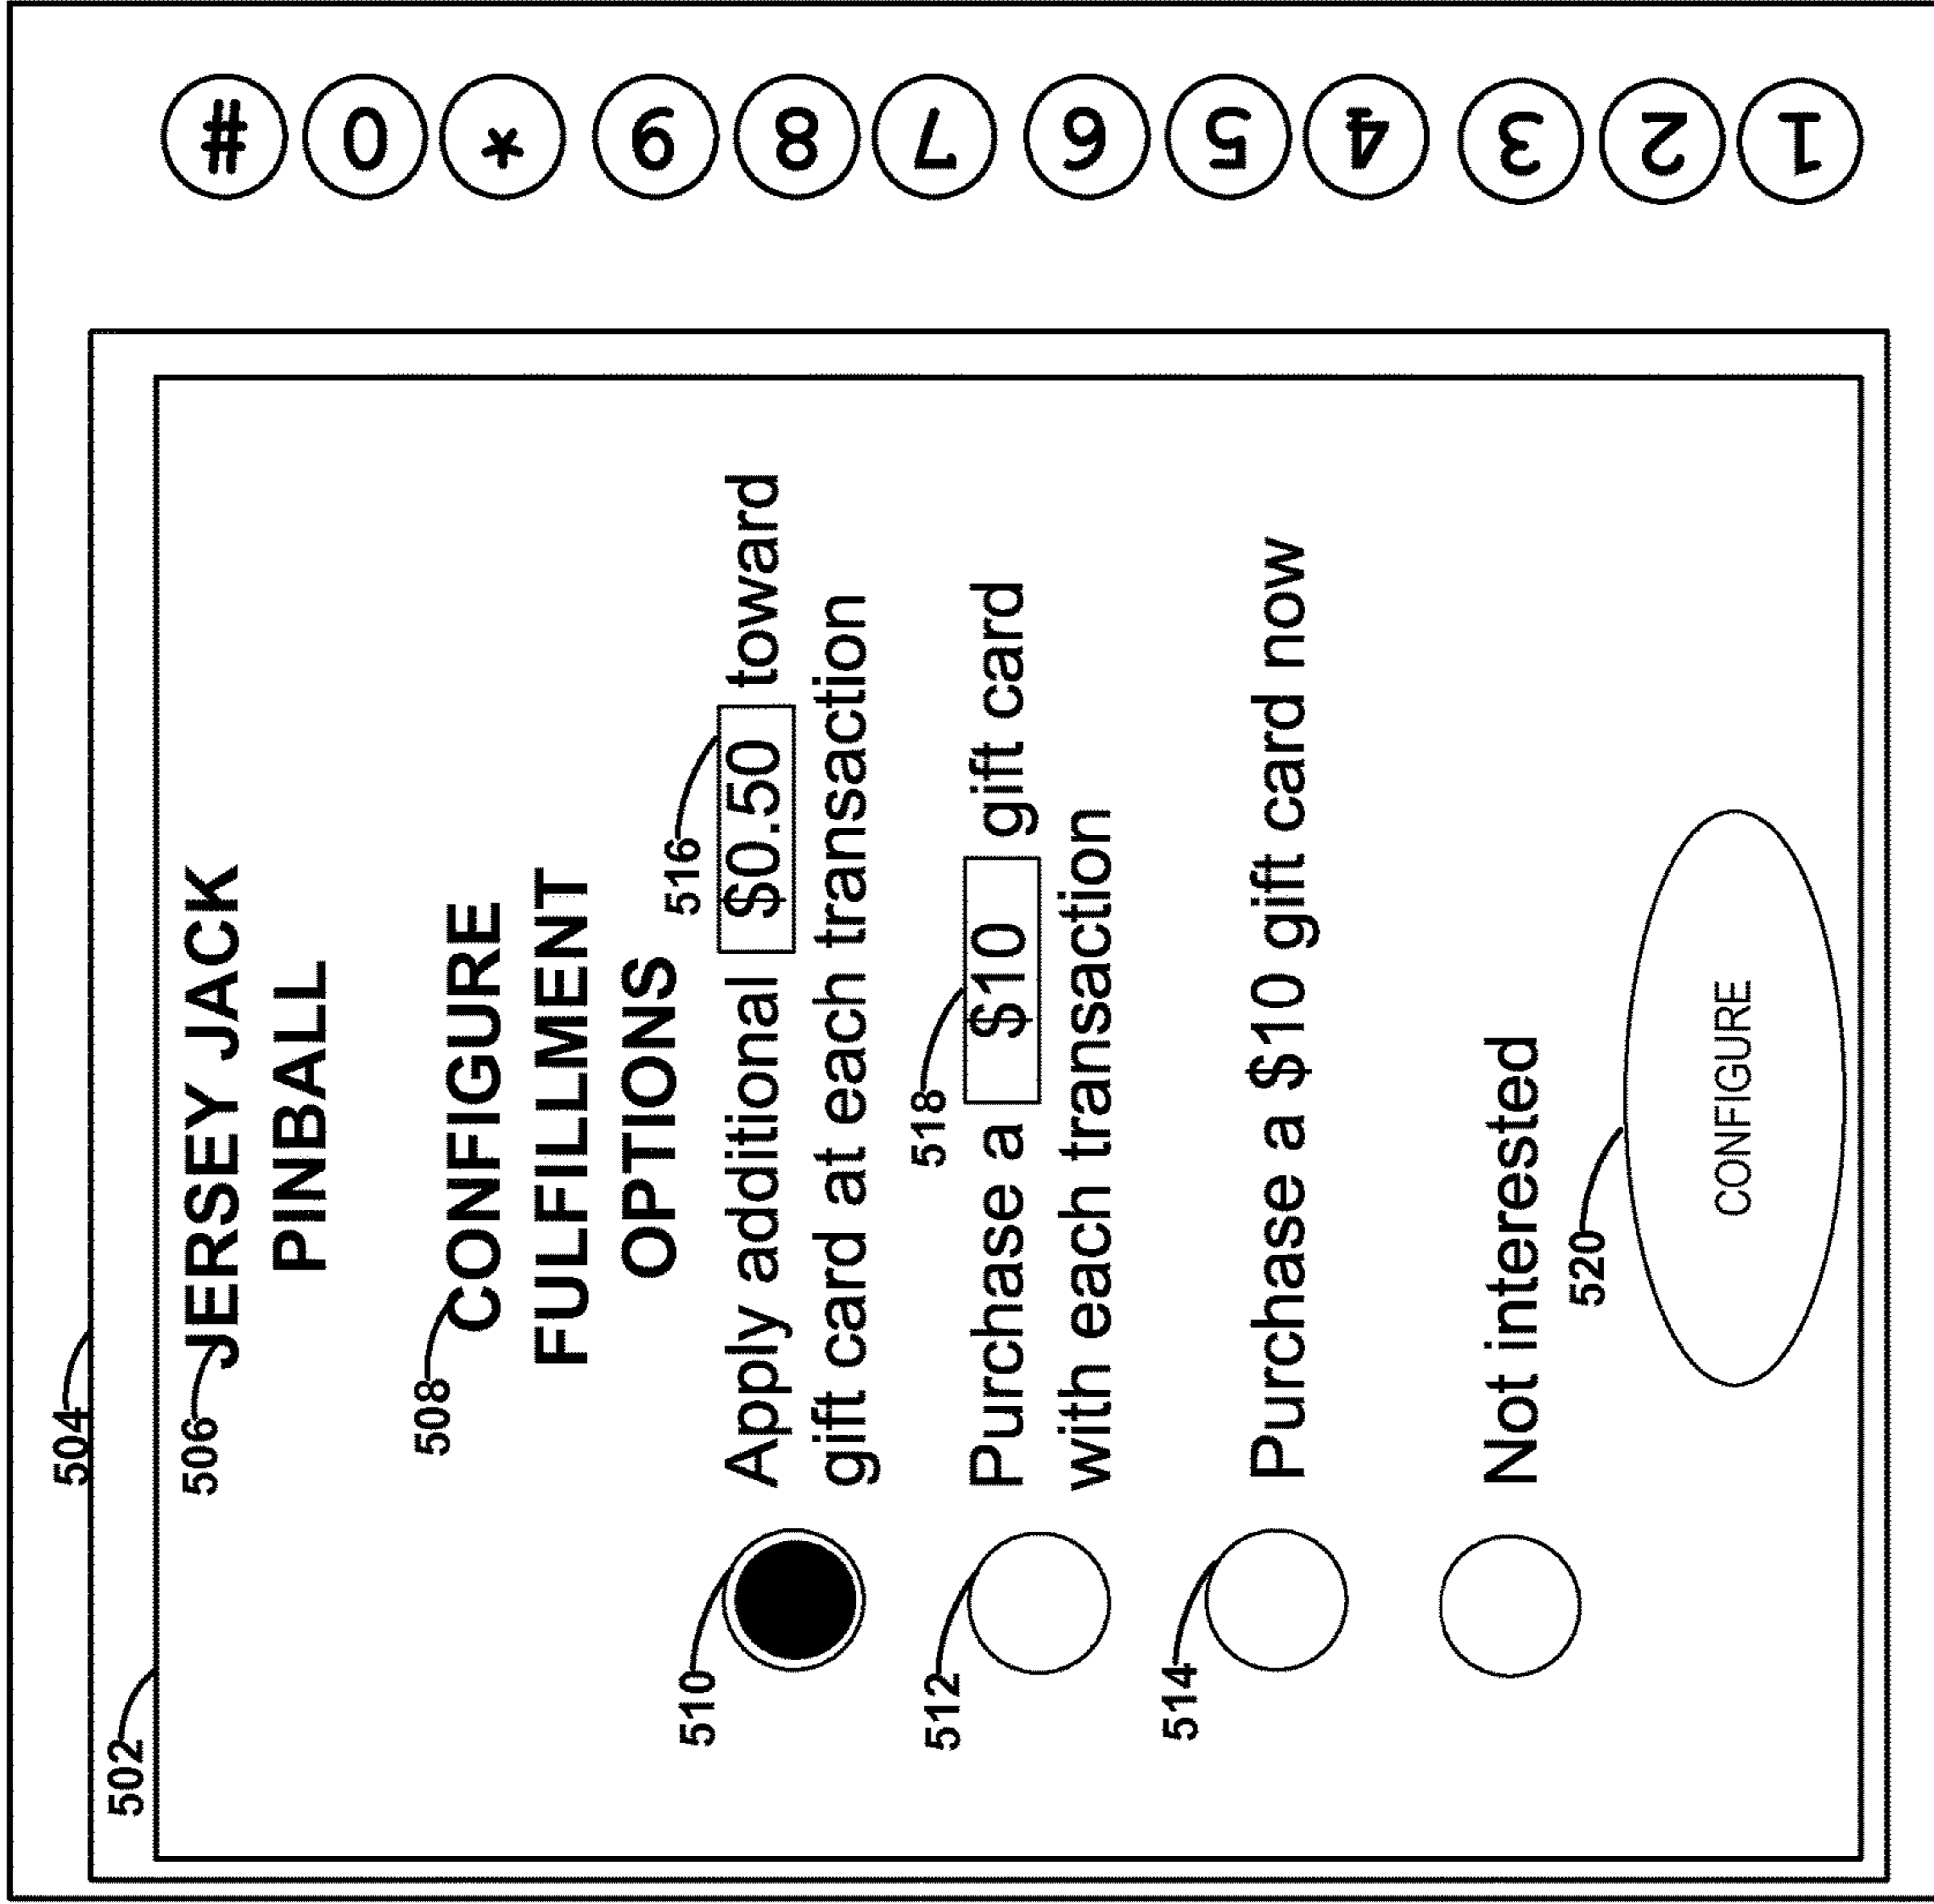 504
502
506
JERSEY JACK
PINBALL
508
CONFIGURE
FULFILLMENT
OPTIONS
516
510
Apply additional $0.50 toward
gift card at each transaction
518
512
Purchase a $10 gift card
with each transaction
514
Purchase a $10 gift card now
Not interested
520
CONFIGURE
1 2 3 4 5 6 7 8 9 * 0 #